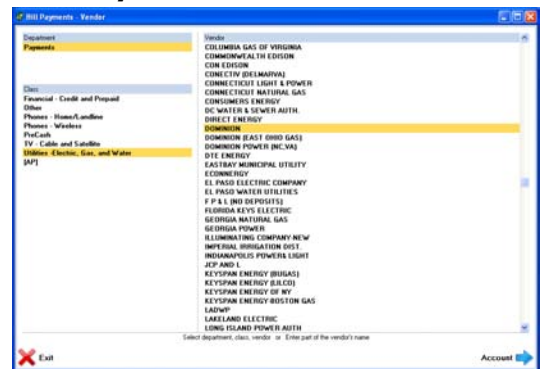 Bill Payments - Vendor
Department
Payments
Class
Financial - Credit and Prepaid
Other
Phones - Home/Landline
Phones - Wireless
PreCash
TV - Cable and Satellite
Utilities -Electric, Gas, and Water
[AP]
Vendor
COLUMBIA GAS OF VIRGINIA
COMMONWEALTH EDISON
CON EDISON
CONECTIV (DELMARVA)
CONNECTICUT LIGHT & POWER
CONNECTICUT NATURAL GAS
CONSUMERS ENERGY
DC WATER & SEWER AUTH.
DIRECT ENERGY
DOMINION
DOMINION (EAST OHIO GAS)
DOMINION POWER (NC,VA)
DTE ENERGY
EASTBAY MUNICIPAL UTILITY
ECONNERGY
EL PASO ELECTRIC COMPANY
EL PASO WATER UTILITIES
F P & L (NO DEPOSITS)
FLORIDA KEYS ELECTRIC
GEORGIA NATURAL GAS
GEORGIA POWER
ILLUMINATING COMPANY-NEW
IMPERIAL IRRIGATION DIST.
INDIANAPOLIS POWER& LIGHT
JCP AND L
KEYSPAN ENERGY (BUGAS)
KEYSPAN ENERGY (LILCO)
KEYSPAN ENERGY OF NY
KEYSPAN ENERGY-BOSTON GAS
LADWP
LAKELAND ELECTRIC
LONG ISLAND POWER AUTH
Select department, class, vendor or Enter part of the vendor's name
Exit
Account